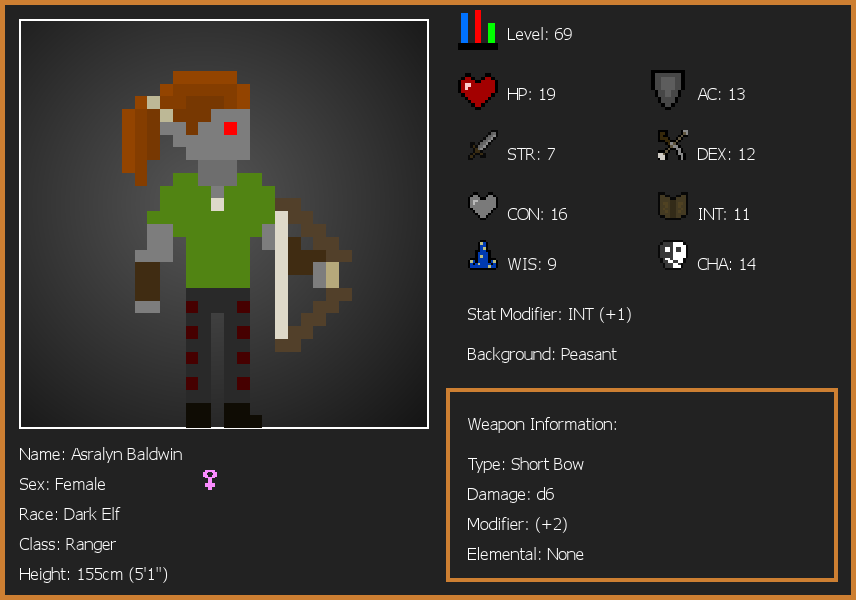 Level: 69
HP: 19
AC: 13
STR: 7
DEX: 12
CON: 16
INT: 11
WIS: 9
CHA: 14
Stat Modifier: INT (+1)
Background: Peasant
Weapon Information:
Type: Short Bow
Damage: d6
Modifier: (+2)
Elemental: None
Name: Asralyn Baldwin
Sex: Female
Race: Dark Elf
Class: Ranger
Height: 155cm (5'1")